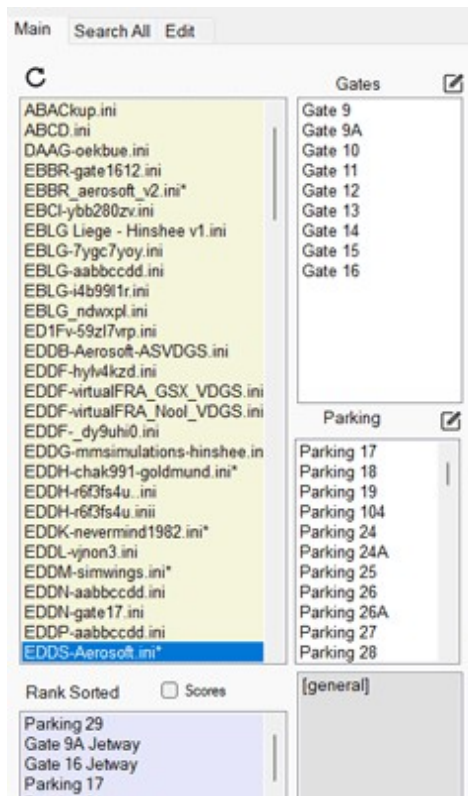 Main Search All Edit
Gates
ABACkup.ini
ABCD.ini
DAAG-oekbue.ini
EBBR-gate1612.ini
EBBR_aerosoft_v2.ini*
EBCI-ybb280zv.ini
EBLG Liege - Hinshee v1.ini
EBLG-7ygc7yoy.ini
EBLG-aabbccdd.ini
EBLG-i4b99l1r.ini
EBLG_ndwxpl.ini
ED1Fv-59zl7vrp.ini
EDDB-Aerosoft-ASVDGS.ini
EDDF-hylv4kzd.ini
EDDF-virtualFRA_GSX_VDGS.ini
EDDF-virtualFRA_Nool_VDGS.ini
EDDF-_dy9uhi0.ini
EDDG-mmsimulations-hinshee.in
EDDH-chak991-goldmund.ini*
EDDH-r6f3fs4u..ini
EDDH-r6f3fs4u.inii
EDDK-nevermind1982.ini*
EDDL-vjnon3.ini
EDDM-simwings.ini*
EDDN-aabbccdd.ini
EDDN-gate17.ini
EDDP-aabbccdd.ini
EDDS-Aerosoft.ini*
Gate 9
Gate 9A
Gate 10
Gate 11
Gate 12
Gate 13
Gate 14
Gate 15
Gate 16
Parking
Parking 17
Parking 18
Parking 19
Parking 104
Parking 24
Parking 24A
Parking 25
Parking 26
Parking 26A
Parking 27
Parking 28
Rank Sorted Scores
Parking 29
Gate 9A Jetway
Gate 16 Jetway
Parking 17
[general]